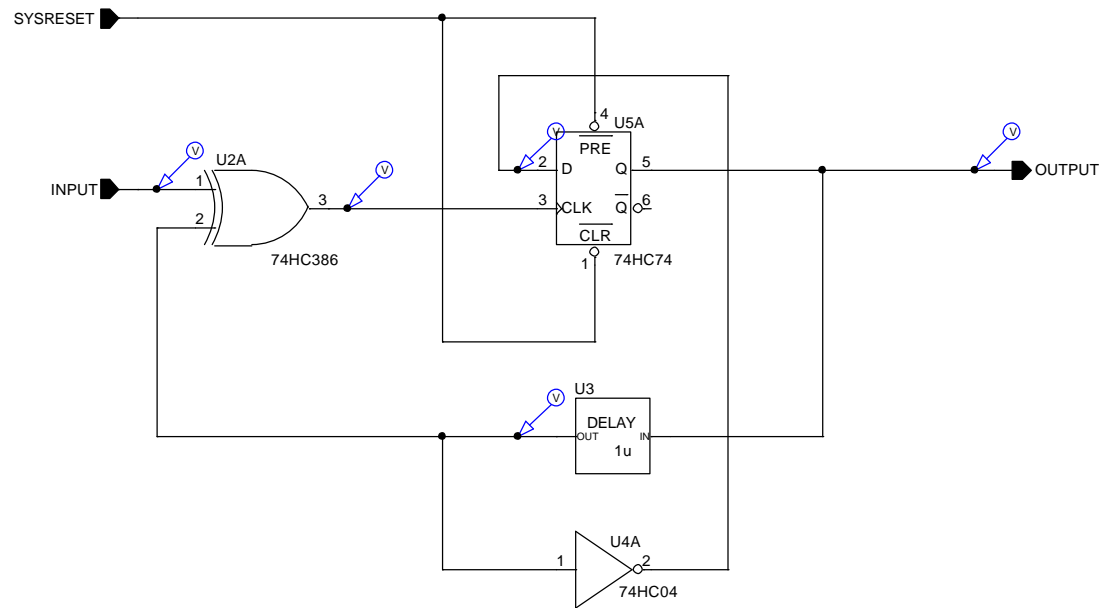 SYSRESET
4
U5A
V
PRE
V
V
U2A
V
INPUT
1
2
D
Q
5
OUTPUT
3
3
CLK
Q
6
2
CLR
74HC386
1
74HC74
U3
V
DELAY
OUT
IN
1u
U4A
1
2
74HC04